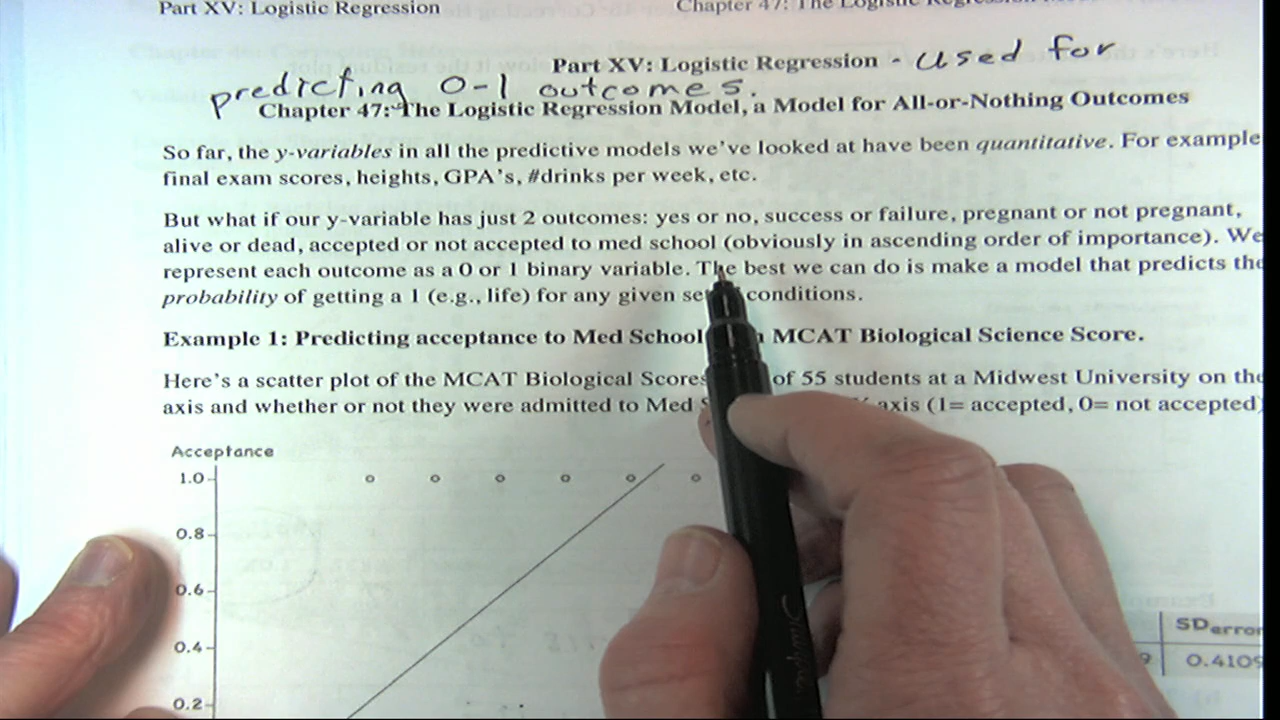 Part XV: Logistic Regression
Chapter 47: The Logistic
Part XV: Logistic Regression - used for
predicting 0-1 outcomes.
Chapter 47: The Logistic Regression Model, a Model for All-or-Nothing Outcomes
So far, the y-variables in all the predictive models we've looked at have been quantitative. For example
final exam scores, heights, GPA's, #drinks per week, etc.
But what if our y-variable has just 2 outcomes: yes or no, success or failure, pregnant or not pregnant,
alive or dead, accepted or not accepted to med school (obviously in ascending order of importance). We
represent each outcome as a 0 or 1 binary variable. The best we can do is make a model that predicts the
probability of getting a 1 (e.g., life) for any given set conditions.
Example 1: Predicting acceptance to Med School MCAT Biological Science Score.
Here's a scatter plot of the MCAT Biological Scores of 55 students at a Midwest University on the
axis and whether or not they were admitted to Med axis (1= accepted, 0= not accepted)
Acceptance
1.0
0.8
0.6
0.4
0.2
SDerror
9 0.4109